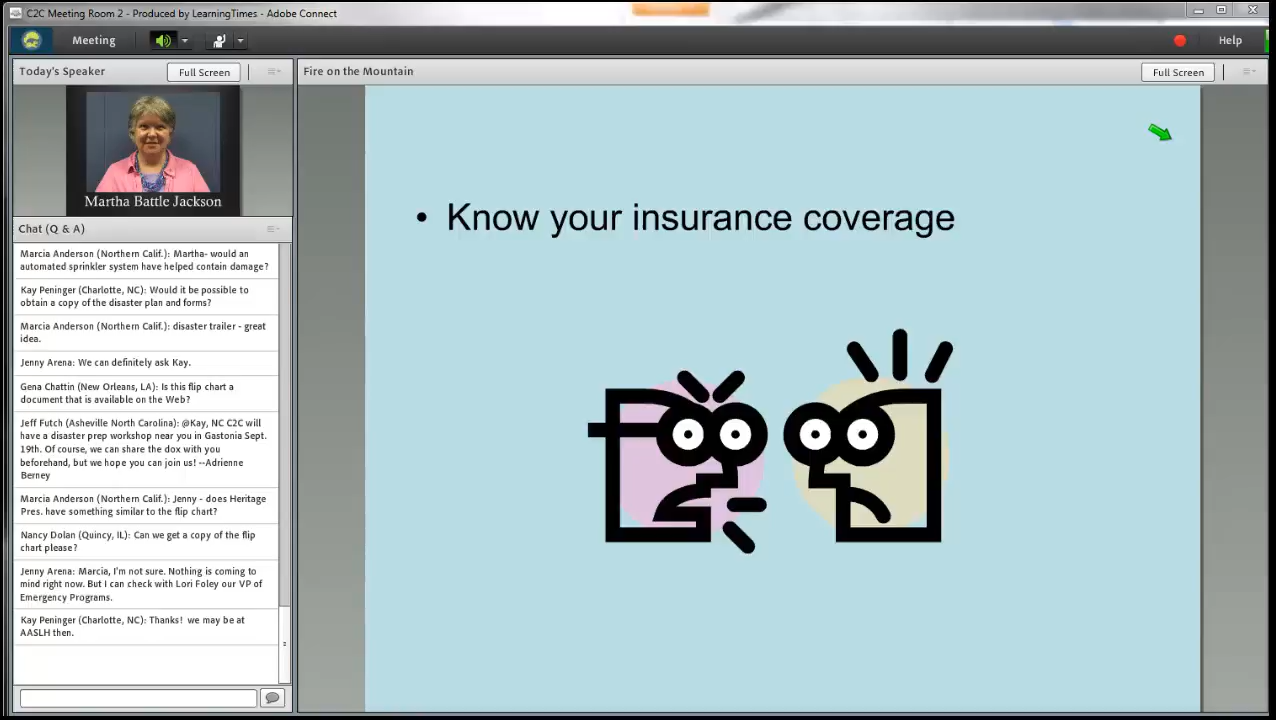 C2C Meeting Room 2 - Produced by LearningTimes - Adobe Connect
Meeting
Help
Today's Speaker
Full Screen
Martha Battle Jackson
Chat (Q & A)
Marcia Anderson (Northern Calif.): Martha- would an
automated sprinkler system have helped contain damage?
Kay Peninger (Charlotte, NC): Would it be possible to
obtain a copy of the disaster plan and forms?
Marcia Anderson (Northern Calif.): disaster trailer - great
idea.
Jenny Arena: We can definitely ask Kay.
Gena Chattin (New Orleans, LA): Is this flip chart a
document that is available on the Web?
Jeff Futch (Asheville North Carolina): @Kay, NC C2C will
have a disaster prep workshop near you in Gastonia Sept.
19th. Of course, we can share the dox with you
beforehand, but we hope you can join us! --Adrienne
Berney
Marcia Anderson (Northern Calif.): Jenny - does Heritage
Pres. have something similar to the flip chart?
Nancy Dolan (Quincy, IL): Can we get a copy of the flip
chart please?
Jenny Arena: Marcia, I'm not sure. Nothing is coming to
mind right now. But I can check with Lori Foley our VP of
Emergency Programs.
Kay Peninger (Charlotte, NC): Thanks! we may be at
AASLH then.
Fire on the Mountain
Full Screen
• Know your insurance coverage